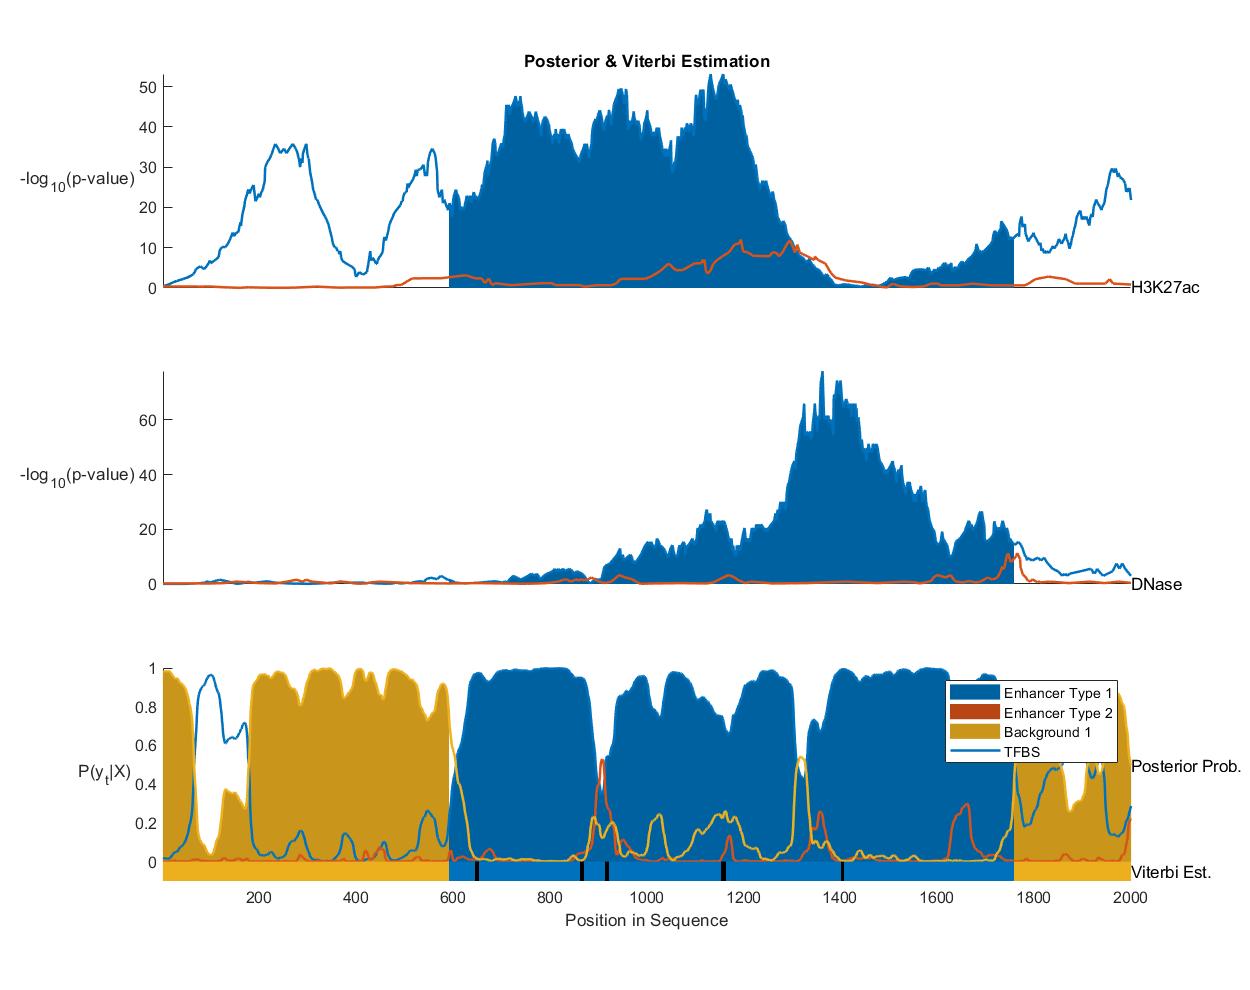 Posterior & Viterbi Estimation
50
40
30
20
10
0
-log10(p-value)
H3K27ac
60
40
20
0
-log10(p-value)
DNase
1
0.8
0.6
0.4
0.2
0
P(yt|X)
Enhancer Type 1
Enhancer Type 2
Background 1
TFBS
Posterior Prob.
Viterbi Est.
200 400 600 800 1000 1200 1400 1600 1800 2000
Position in Sequence